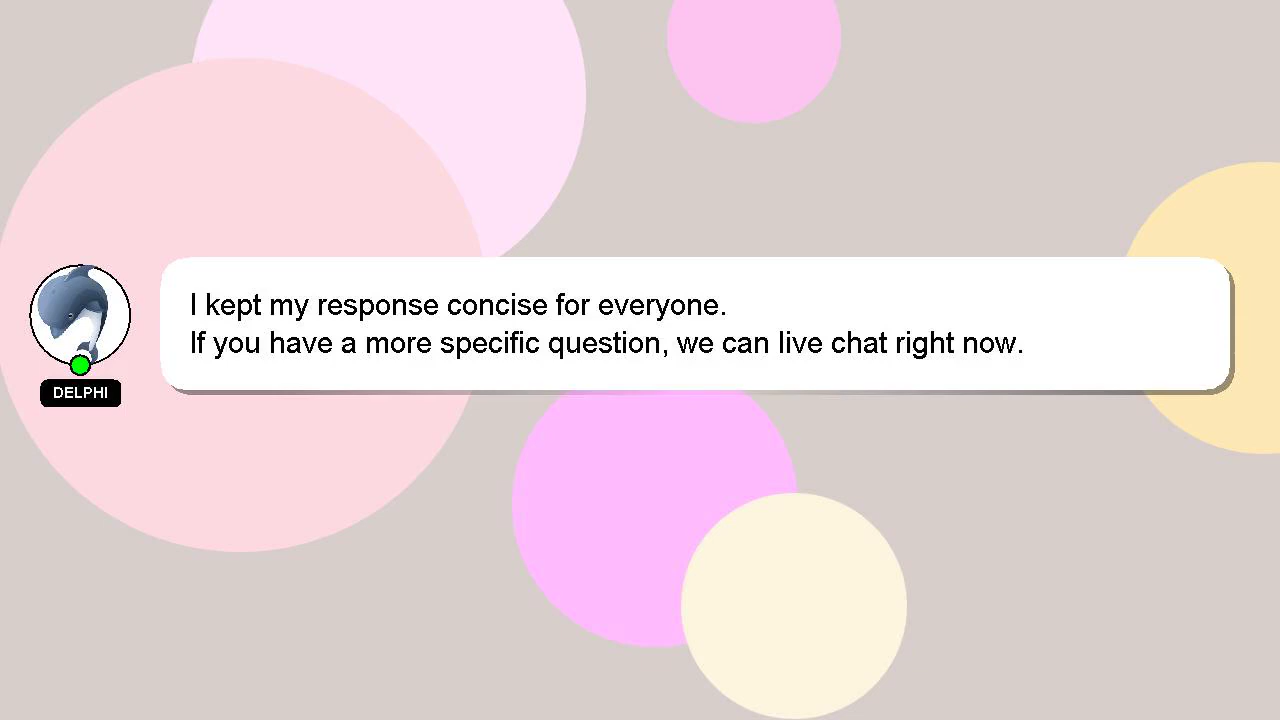 I kept my response concise for everyone.
If you have a more specific question, we can live chat right now.
DELPHI